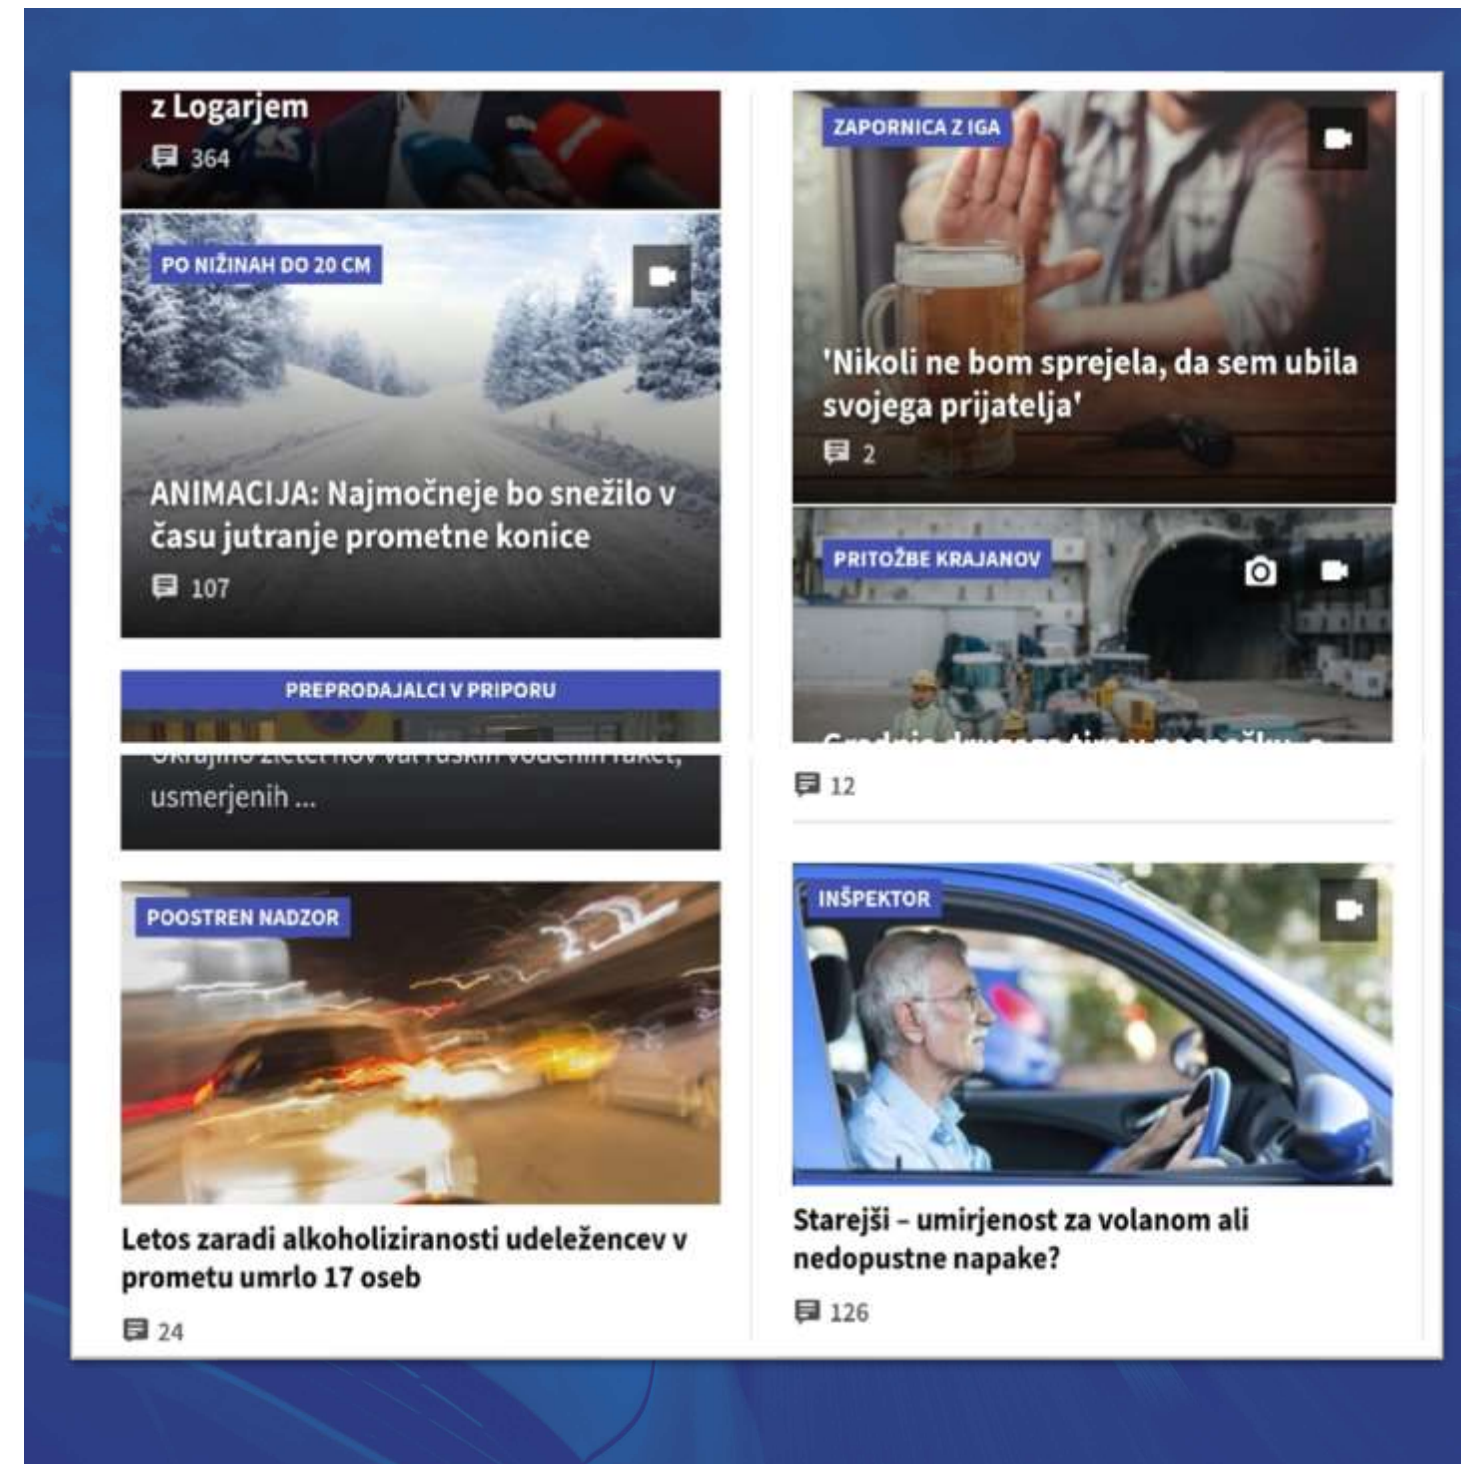 z Logarjem
364
PO NIŽINAH DO 20 CM
ANIMACIJA: Najmočneje bo snežilo v
času jutranje prometne konice
107
PREPRODAJALCI V PRIPORU
usmerjenih ...
POOSTREN NADZOR
Letos zaradi alkoholiziranosti udeležencev v
prometu umrlo 17 oseb
24
ZAPORNICA Z IGA
'Nikoli ne bom sprejela, da sem ubila
svojega prijatelja'
2
PRITOŽBE KRAJANOV
12
INŠPEKTOR
Starejši – umirjenost za volanom ali
nedopustne napake?
126